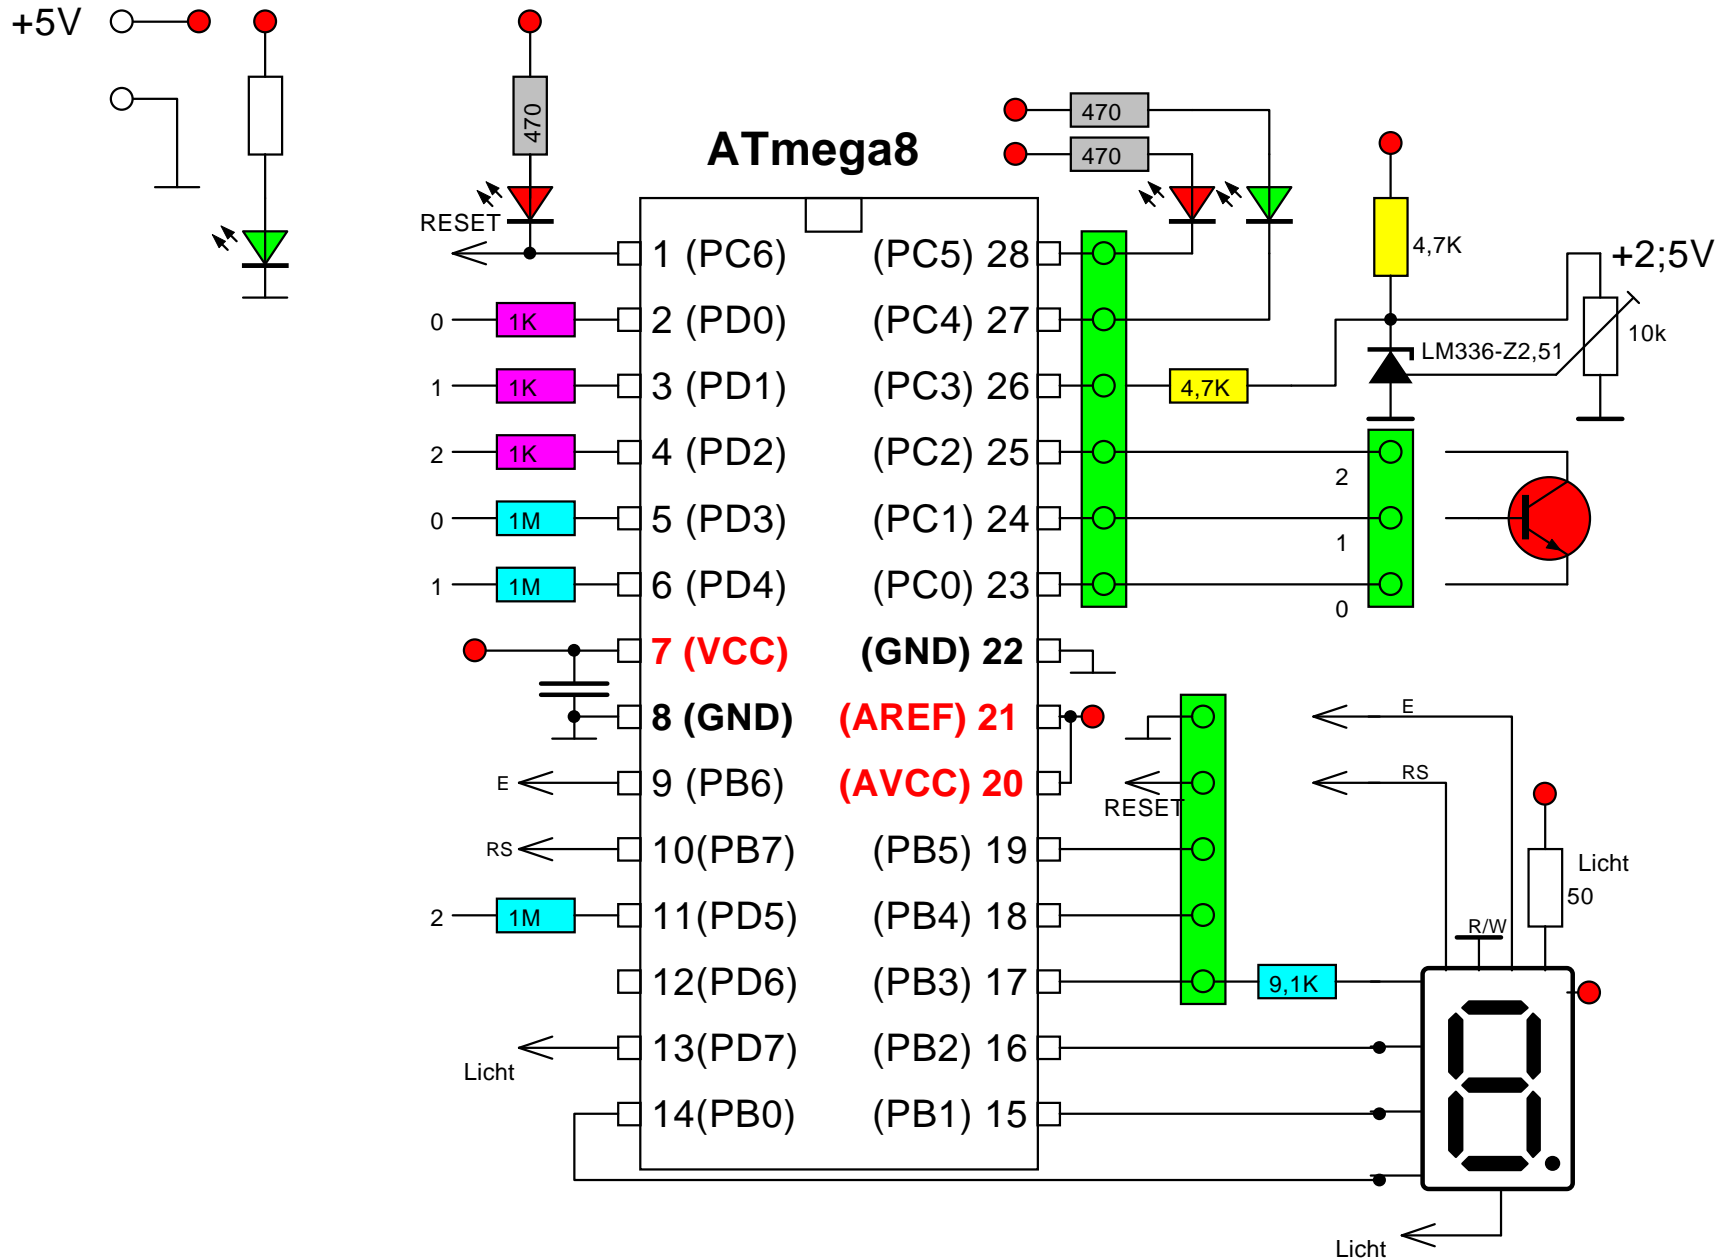 +5V
470
470
470
ATmega8
RESET
4,7K
+2;5V
10k
LM336-Z2,51
4,7K
1 (PC6)
(PC5) 28
0
1K
2 (PD0)
(PC4) 27
1
1K
3 (PD1)
(PC3) 26
2
1K
4 (PD2)
(PC2) 25
2
0
1M
5 (PD3)
(PC1) 24
1
1
1M
6 (PD4)
(PC0) 23
0
7 (VCC)
(GND) 22
8 (GND)
(AREF) 21
E
E
9 (PB6)
(AVCC) 20
RESET
RS
RS
10(PB7)
(PB5) 19
Licht
50
2
1M
11(PD5)
(PB4) 18
R/W
12(PD6)
(PB3) 17
9,1K
Licht
13(PD7)
(PB2) 16
14(PB0)
(PB1) 15
Licht